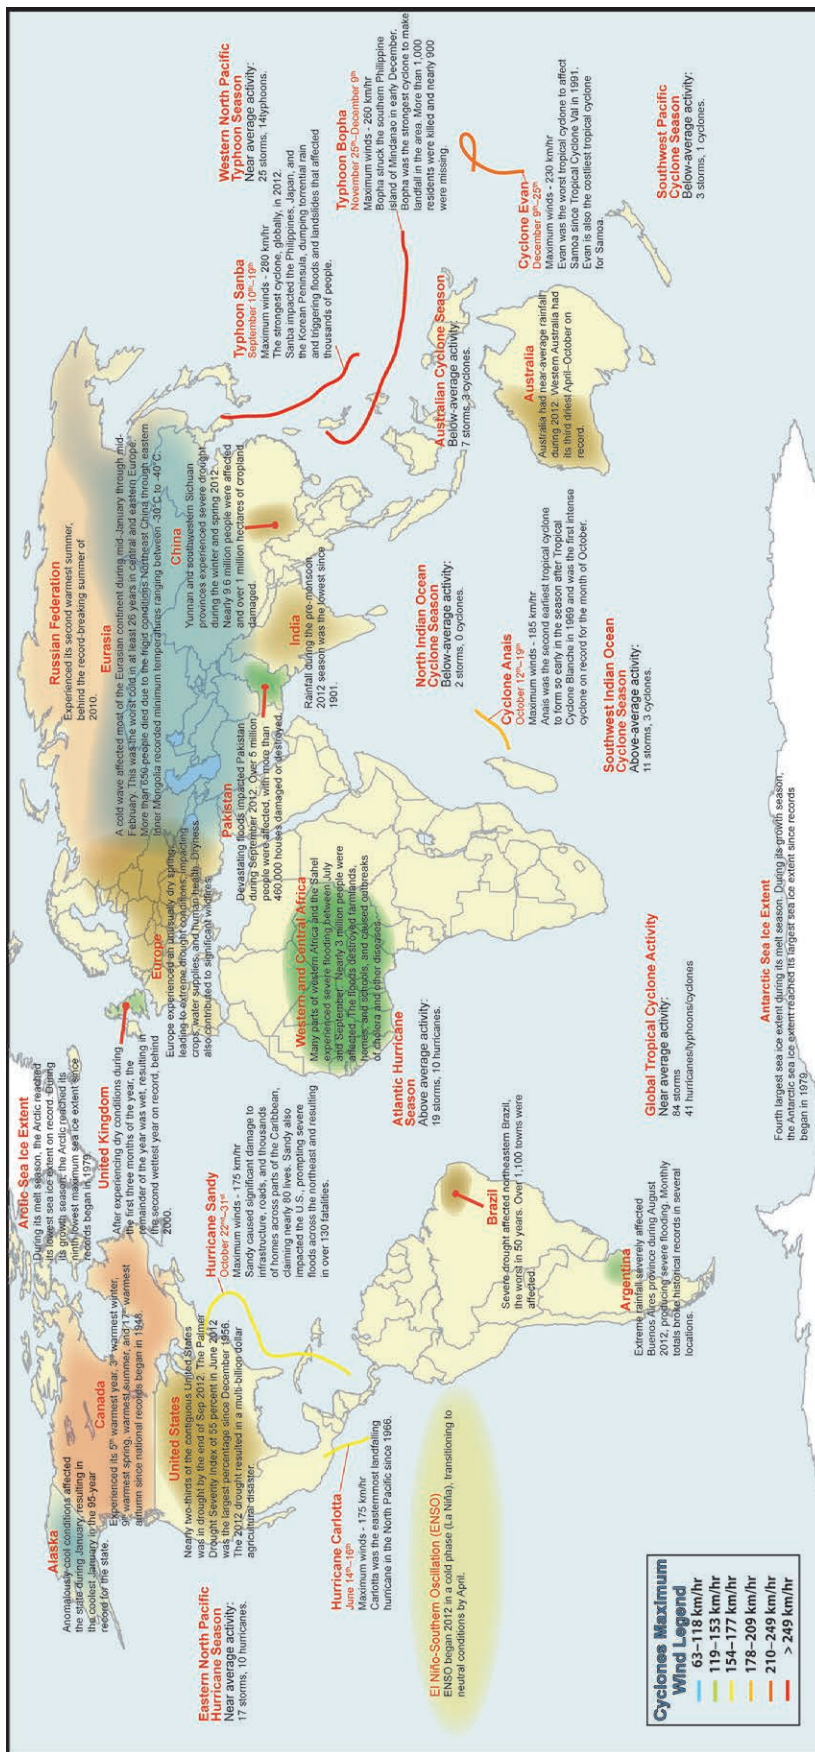 Arctic Sea Ice Extent
During its melt season, the Arctic reached
its lowest sea ice extent on record. During
its growth season, the Arctic reached its
ninth lowest maximum sea ice extent since
records began in 1979.
Alaska
Anomalously cool conditions affected
the state during January, resulting in
the coolest January in the 95-year
record for the state.
Canada
Experienced its 5th warmest year, 3rd warmest winter,
9th warmest spring, warmest summer, and 17th warmest
autumn since national records began in 1948.
United Kingdom
After experiencing dry conditions during
the first three months of the year, the
remainder of the year was wet, resulting in
the second wettest year on record, behind
2000.
Russian Federation
Experienced its second warmest summer,
behind the record-breaking summer of
2010.
Eurasia
A cold wave affected most of the Eurasian continent during mid-January through mid-
February. This was the worst cold in at least 26 years in central and eastern Europe.
More than 650 people died due to the frigid conditions Northeast China through eastern
Inner Mongolia recorded minimum temperatures ranging between -30°C to -40°C.
Europe
Europe experienced an unusually dry spring,
leading to extreme drought conditions, impacting
crops, water supplies, and human health. Dryness
also contributed to significant wildfires.
United States
Nearly two-thirds of the contiguous United States
was in drought by the end of Sep 2012. The Palmer
Drought Severity Index of 55 percent in June 2012
was the largest percentage since December 1956.
The 2012 drought resulted in a multi-billion dollar
agricultural disaster.
Hurricane Sandy
October 22nd–31st
Maximum winds - 175 km/hr
Sandy caused significant damage to
infrastructure, roads, and thousands
of homes across parts of the Caribbean,
claiming nearly 80 lives. Sandy also
impacted the U.S., prompting severe
floods across the northeast and resulting
in over 130 fatalities.
Pakistan
Devastating floods impacted Pakistan
during September 2012. Over 5 million
people were affected, with more than
460,000 houses damaged or destroyed.
China
Yunnan and southwestern Sichuan
provinces experienced severe drought
during the winter and spring 2012.
Nearly 9.6 million people were affected
and over 1 million hectares of cropland
damaged.
India
Rainfall during the pre-monsoon
2012 season was the lowest since
1901.
Western North Pacific
Typhoon Season
Near average activity:
25 storms, 14typhoons.
Typhoon Sanba
September 10th–19th
Maximum winds - 280 km/hr
The strongest cyclone, globally, in 2012.
Sanba impacted the Philippines, Japan, and
the Korean Peninsula, dumping torrential rain
and triggering floods and landslides that affected
thousands of people.
Typhoon Bopha
November 25th–December 9th
Maximum winds - 260 km/hr
Bopha struck the southern Philippine
island of Mindanao in early December.
Bopha was the strongest cyclone to make
landfall in the area. More than 1,000
residents were killed and nearly 900
were missing.
Eastern North Pacific
Hurricane Season
Near average activity:
17 storms, 10 hurricanes.
Hurricane Carlotta
June 14th–16th
Maximum winds - 175 km/hr
Carlotta was the easternmost landfalling
hurricane in the North Pacific since 1966.
Western and Central Africa
Many parts of western Africa and the Sahel
experienced severe flooding between July
and September. Nearly 3 million people were
affected. The floods destroyed farmlands,
homes, and schools, and caused outbreaks
of cholera and other diseases.
Atlantic Hurricane
Season
Above average activity:
19 storms, 10 hurricanes.
North Indian Ocean
Cyclone Season
Below-average activity:
2 storms, 0 cyclones.
Australian Cyclone Season
Below-average activity:
7 storms, 3 cyclones.
El Niño-Southern Oscillation (ENSO)
ENSO began 2012 in a cold phase (La Niña), transitioning to
neutral conditions by April.
Brazil
Severe drought affected northeastern Brazil,
the worst in 50 years. Over 1,100 towns were
affected.
Cyclone Anais
October 12th–19th
Maximum winds - 185 km/hr
Anais was the second earliest tropical cyclone
to form so early in the season after Tropical
Cyclone Blanche in 1969 and was the first intense
cyclone on record for the month of October.
Australia
Australia had near-average rainfall
during 2012. Western Australia had
its third driest April–October on
record.
Cyclone Evan
December 9th–25th
Maximum winds - 230 km/hr
Evan was the worst tropical cyclone to affect
Samoa since Tropical Cyclone Val in 1991.
Evan is also the costliest tropical cyclone
for Samoa.
Argentina
Extreme rainfall severely affected
Buenos Aires province during August
2012, producing severe flooding. Monthly
totals broke historical records in several
locations.
Southwest Indian Ocean
Cyclone Season
Above-average activity:
11 storms, 3 cyclones.
Southwest Pacific
Cyclone Season
Below-average activity:
3 storms, 1 cyclones.
Global Tropical Cyclone Activity
Near average activity:
84 storms
41 hurricanes/typhoons/cyclones
Cyclones Maximum
Wind Legend
63–118 km/hr
119–153 km/hr
154–177 km/hr
178–209 km/hr
210–249 km/hr
> 249 km/hr
Antarctic Sea Ice Extent
Fourth largest sea ice extent during its melt season. During its growth season,
the Antarctic sea ice extent reached its largest sea ice extent since records
began in 1979.